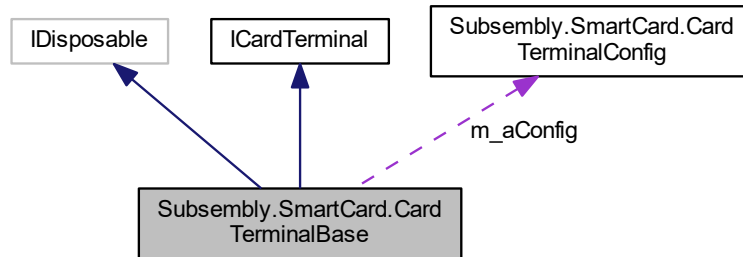 IDisposable
ICardTerminal
Subsembly.SmartCard.Card
TerminalConfig
m_aConfig
Subsembly.SmartCard.Card
TerminalBase